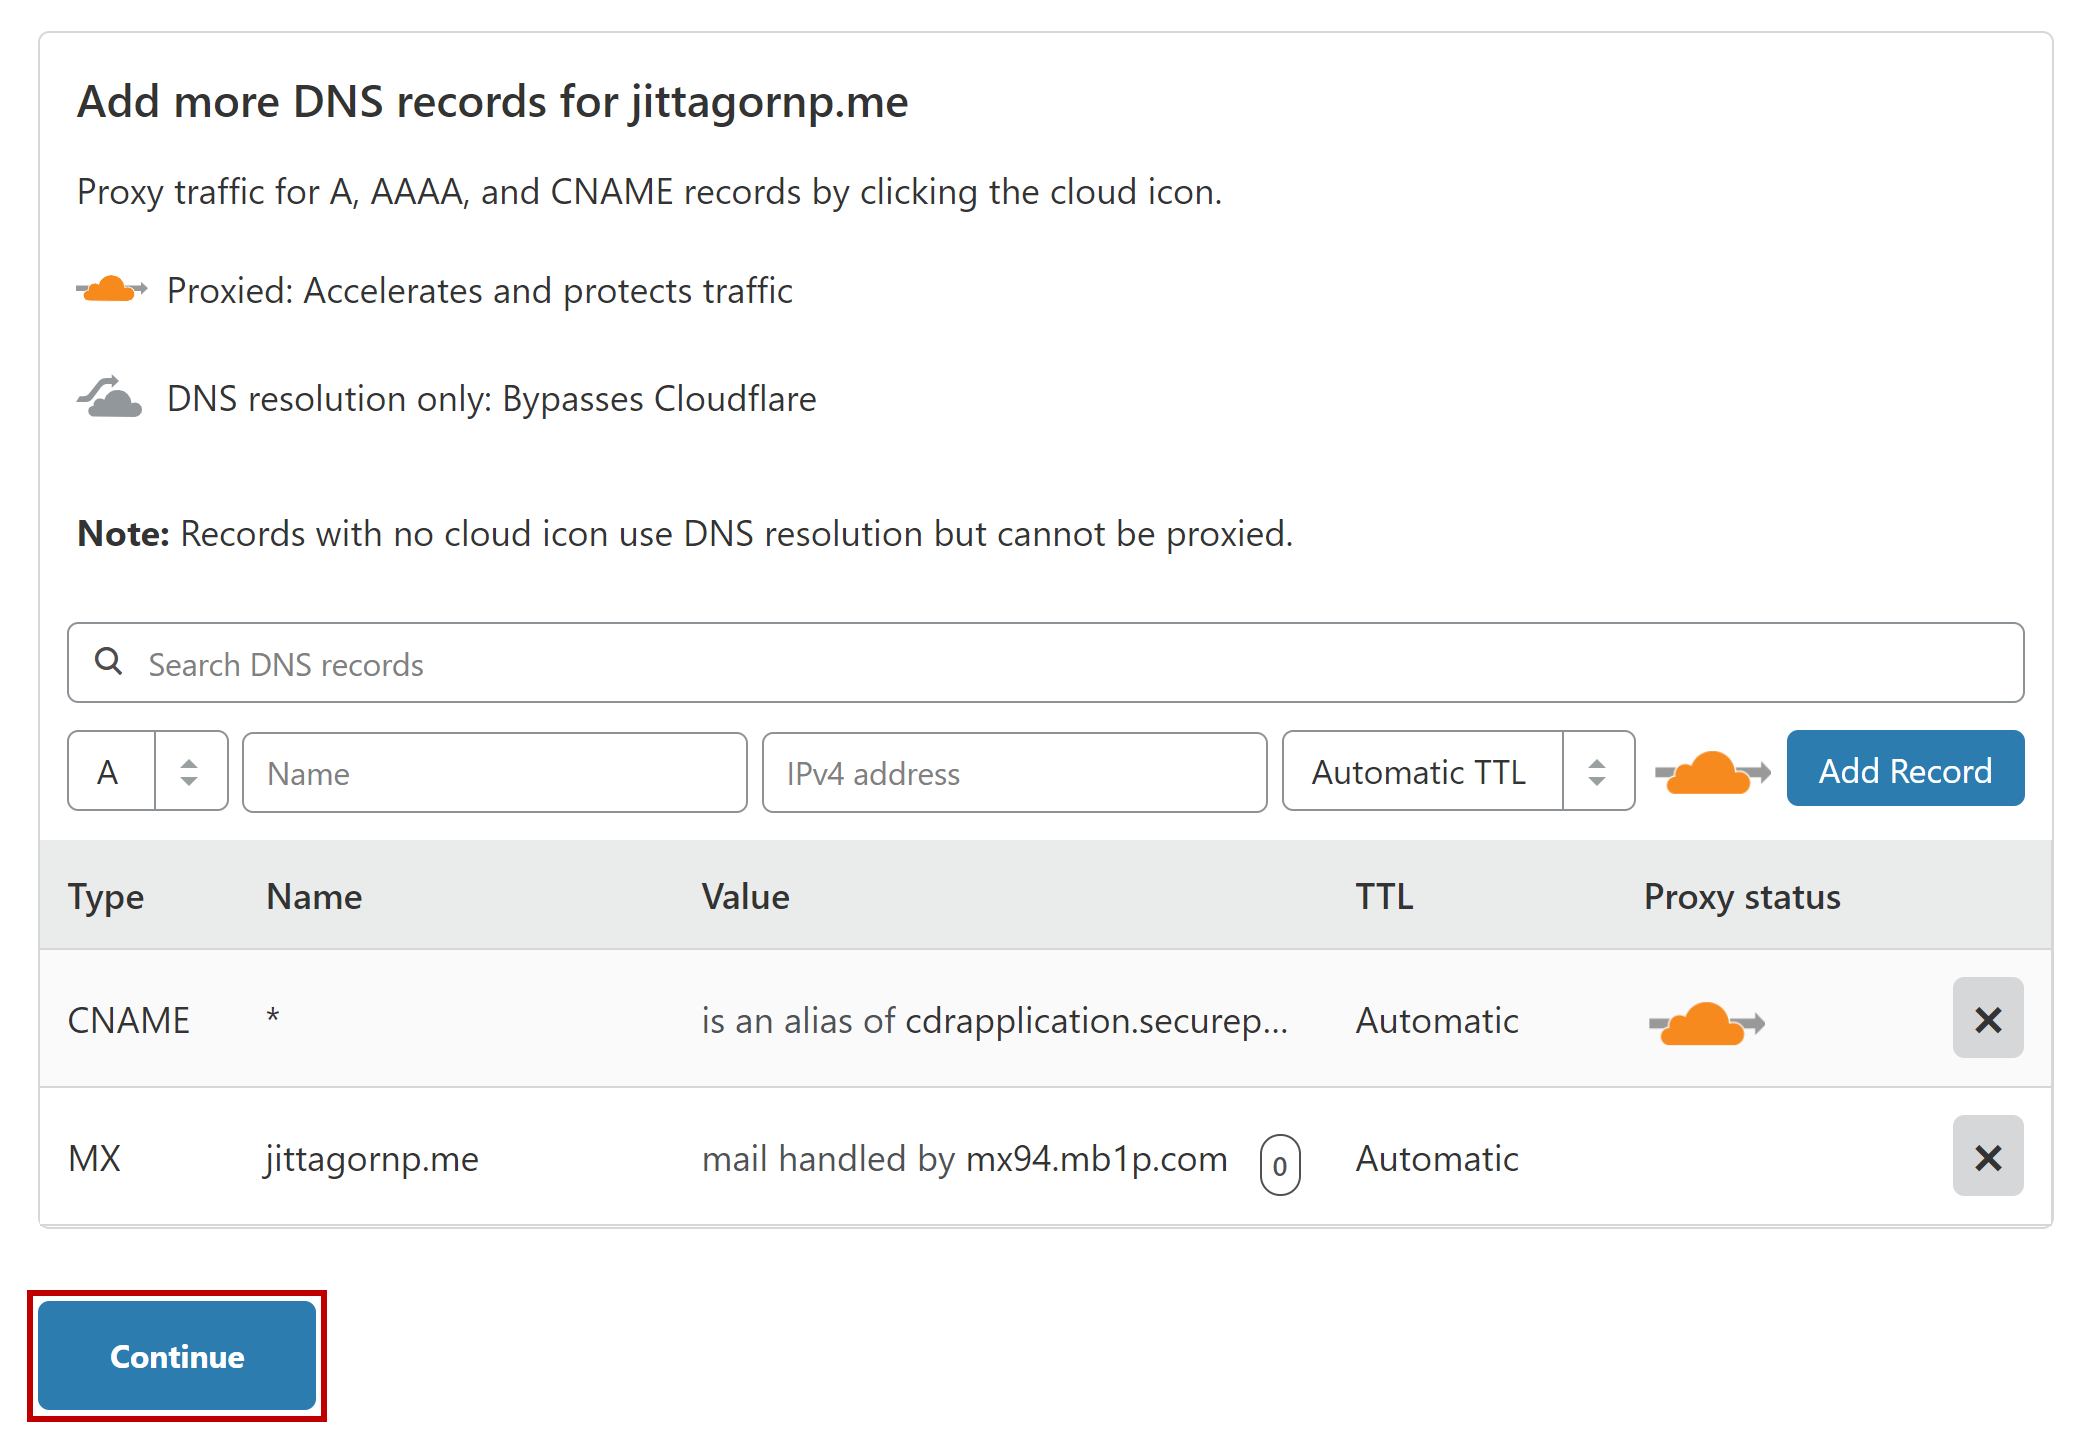 Add more DNS records for jittagornp.me
Proxy traffic for A, AAAA, and CNAME records by clicking the cloud icon.
Proxied: Accelerates and protects traffic
DNS resolution only: Bypasses Cloudflare
Note: Records with no cloud icon use DNS resolution but cannot be proxied.
Search DNS records
A Name IPv4 address Automatic TTL Add Record
Type Name Value TTL Proxy status
CNAME * is an alias of cdrapplication.securep... Automatic
MX jittagornp.me mail handled by mx94.mb1p.com 0 Automatic
Continue